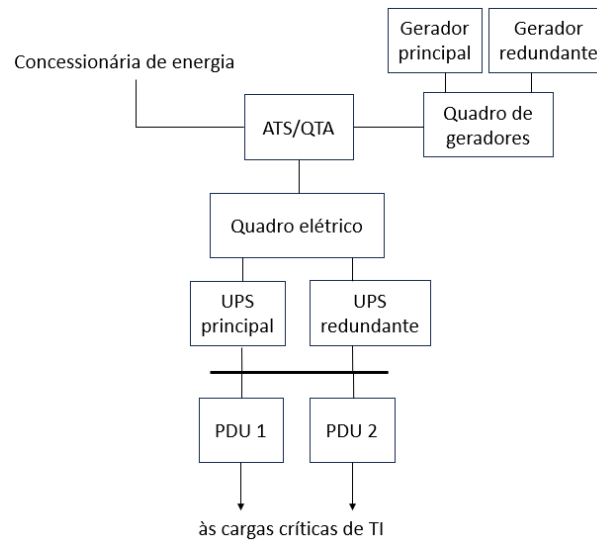 Gerador
principal
Gerador
redundante
Concessionária de energia
ATS/QTA
Quadro de
geradores
Quadro elétrico
UPS
principal
UPS
redundante
PDU 1
PDU 2
às cargas críticas de TI